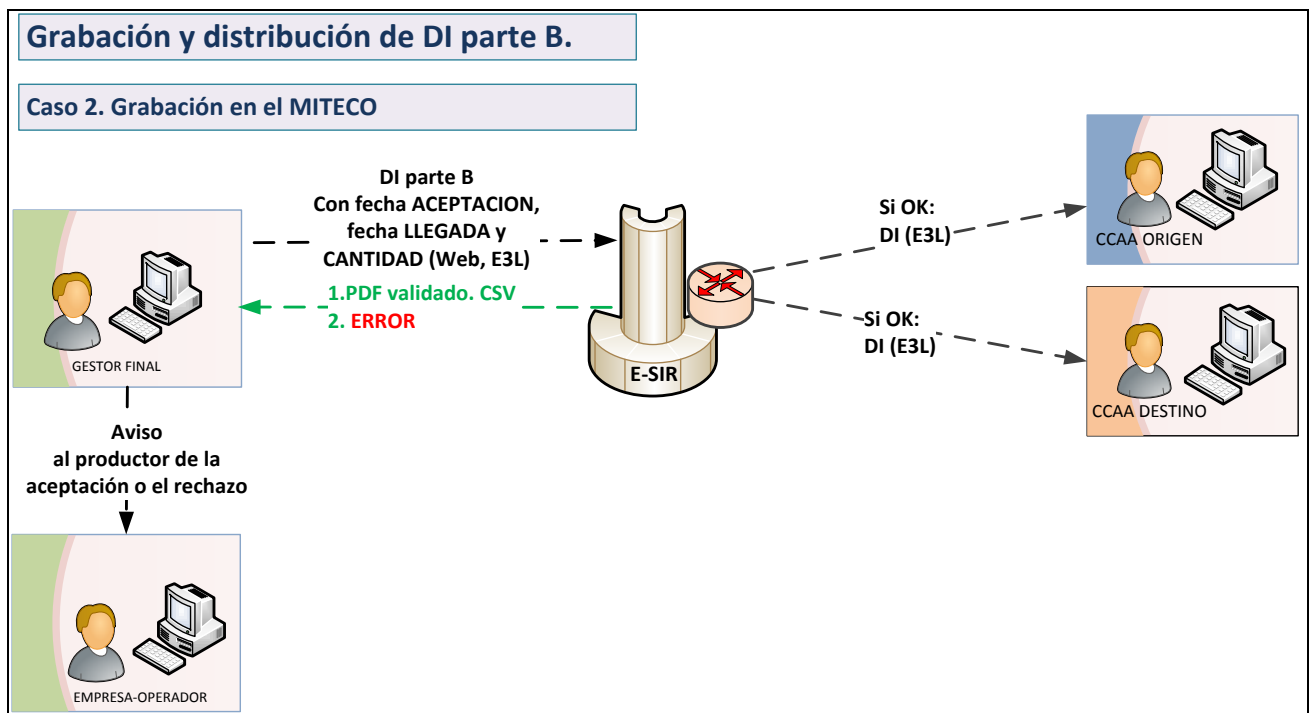 Grabación y distribución de DI parte B.
Caso 2. Grabación en el MITECO
DI parte B
Con fecha ACEPTACION,
fecha LLEGADA y
CANTIDAD (Web, E3L)
1.PDF validado. CSV
2. ERROR
GESTOR FINAL
Aviso
al productor de la
aceptación o el rechazo
EMPRESA-OPERADOR
E-SIR
Si OK:
DI (E3L)
CCAA ORIGEN
Si OK:
DI (E3L)
CCAA DESTINO